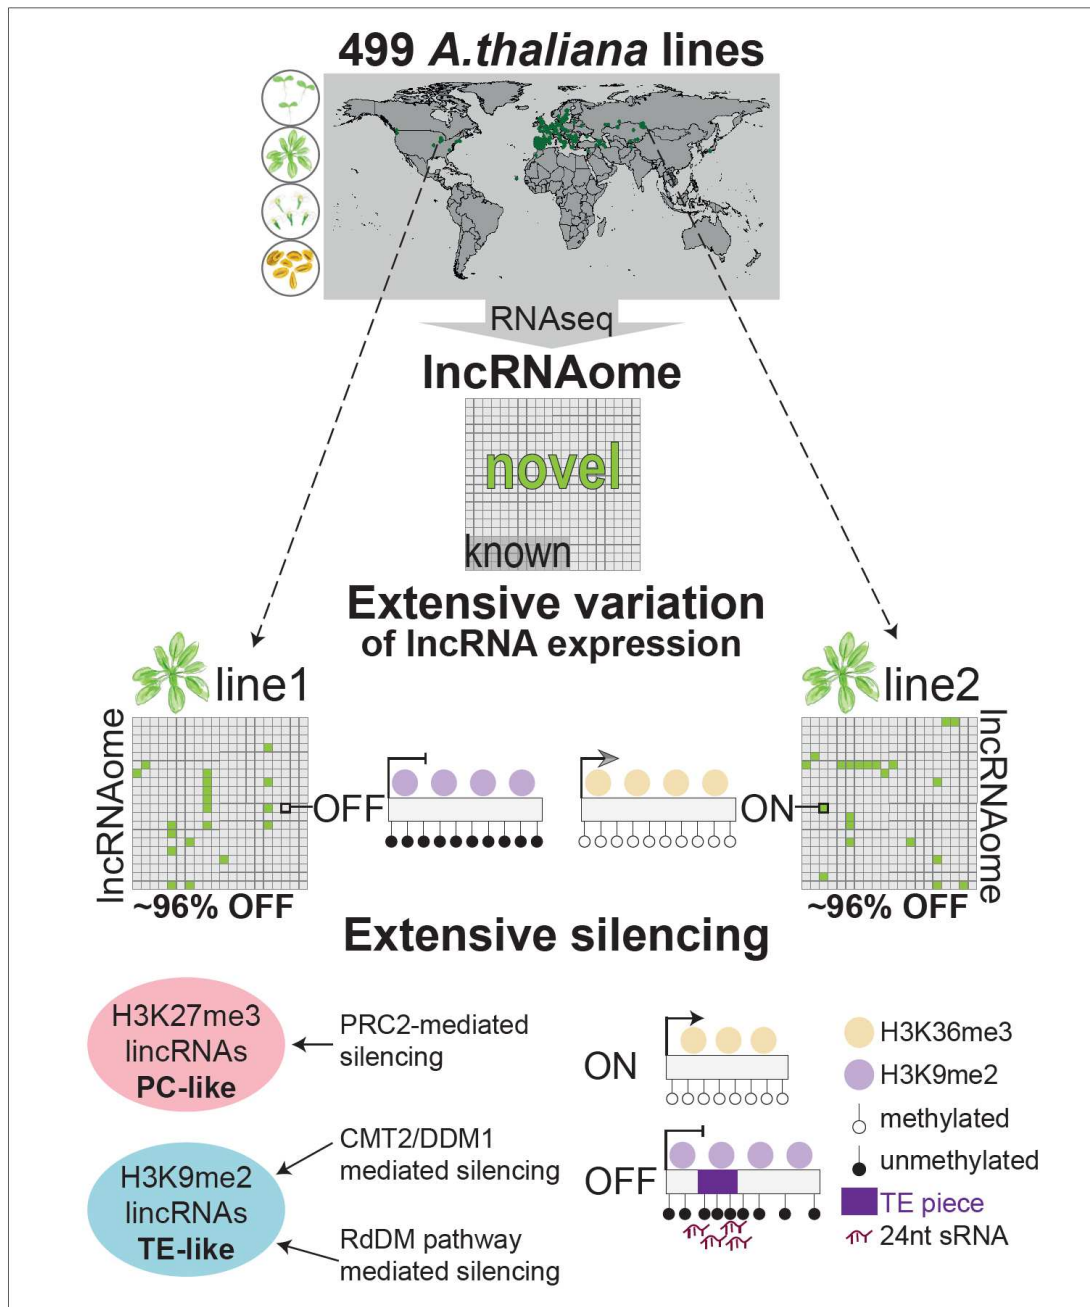 499 A.thaliana lines
RNAseq
lncRNAome
novel
known
Extensive variation
of lncRNA expression
line1
lncRNAome
OFF
~96% OFF
line2
lncRNAome
ON
~96% OFF
Extensive silencing
H3K27me3
lincRNAs
PC-like
PRC2-mediated
silencing
H3K9me2
lincRNAs
TE-like
CMT2/DDM1
mediated silencing
RdDM pathway
mediated silencing
ON
OFF
H3K36me3
H3K9me2
methylated
unmethylated
TE piece
24nt sRNA